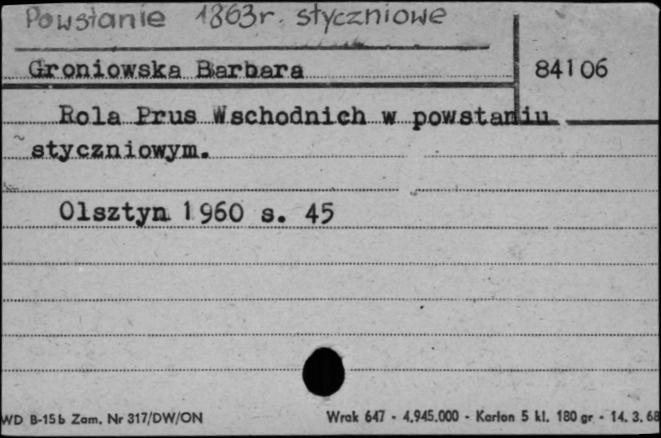 Powstanie 1863r. styczniowe
Groniowska Barbara
84106
Rola Prus Wschodnich w powstaniu
styczniowym.
Olsztyn 1960 s. 45
WD B-15b Zam. Nr 317/DW/ON
Wrak 647 - 4.945.000 - Karton 5 kl. 180 gr - 14. 3. 68